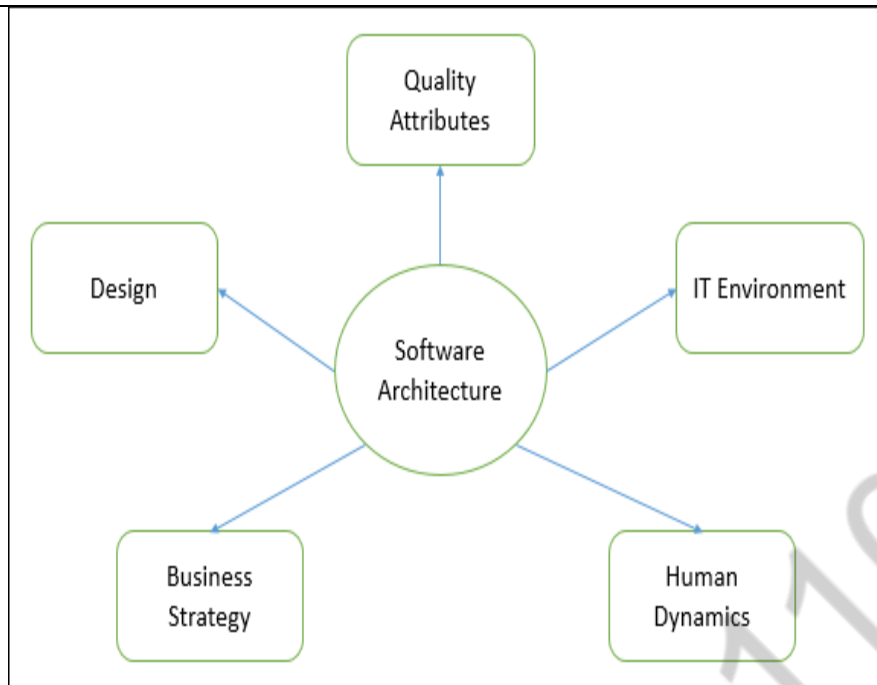 Quality
Attributes
Design
IT Environment
Software
Architecture
Business
Strategy
Human
Dynamics